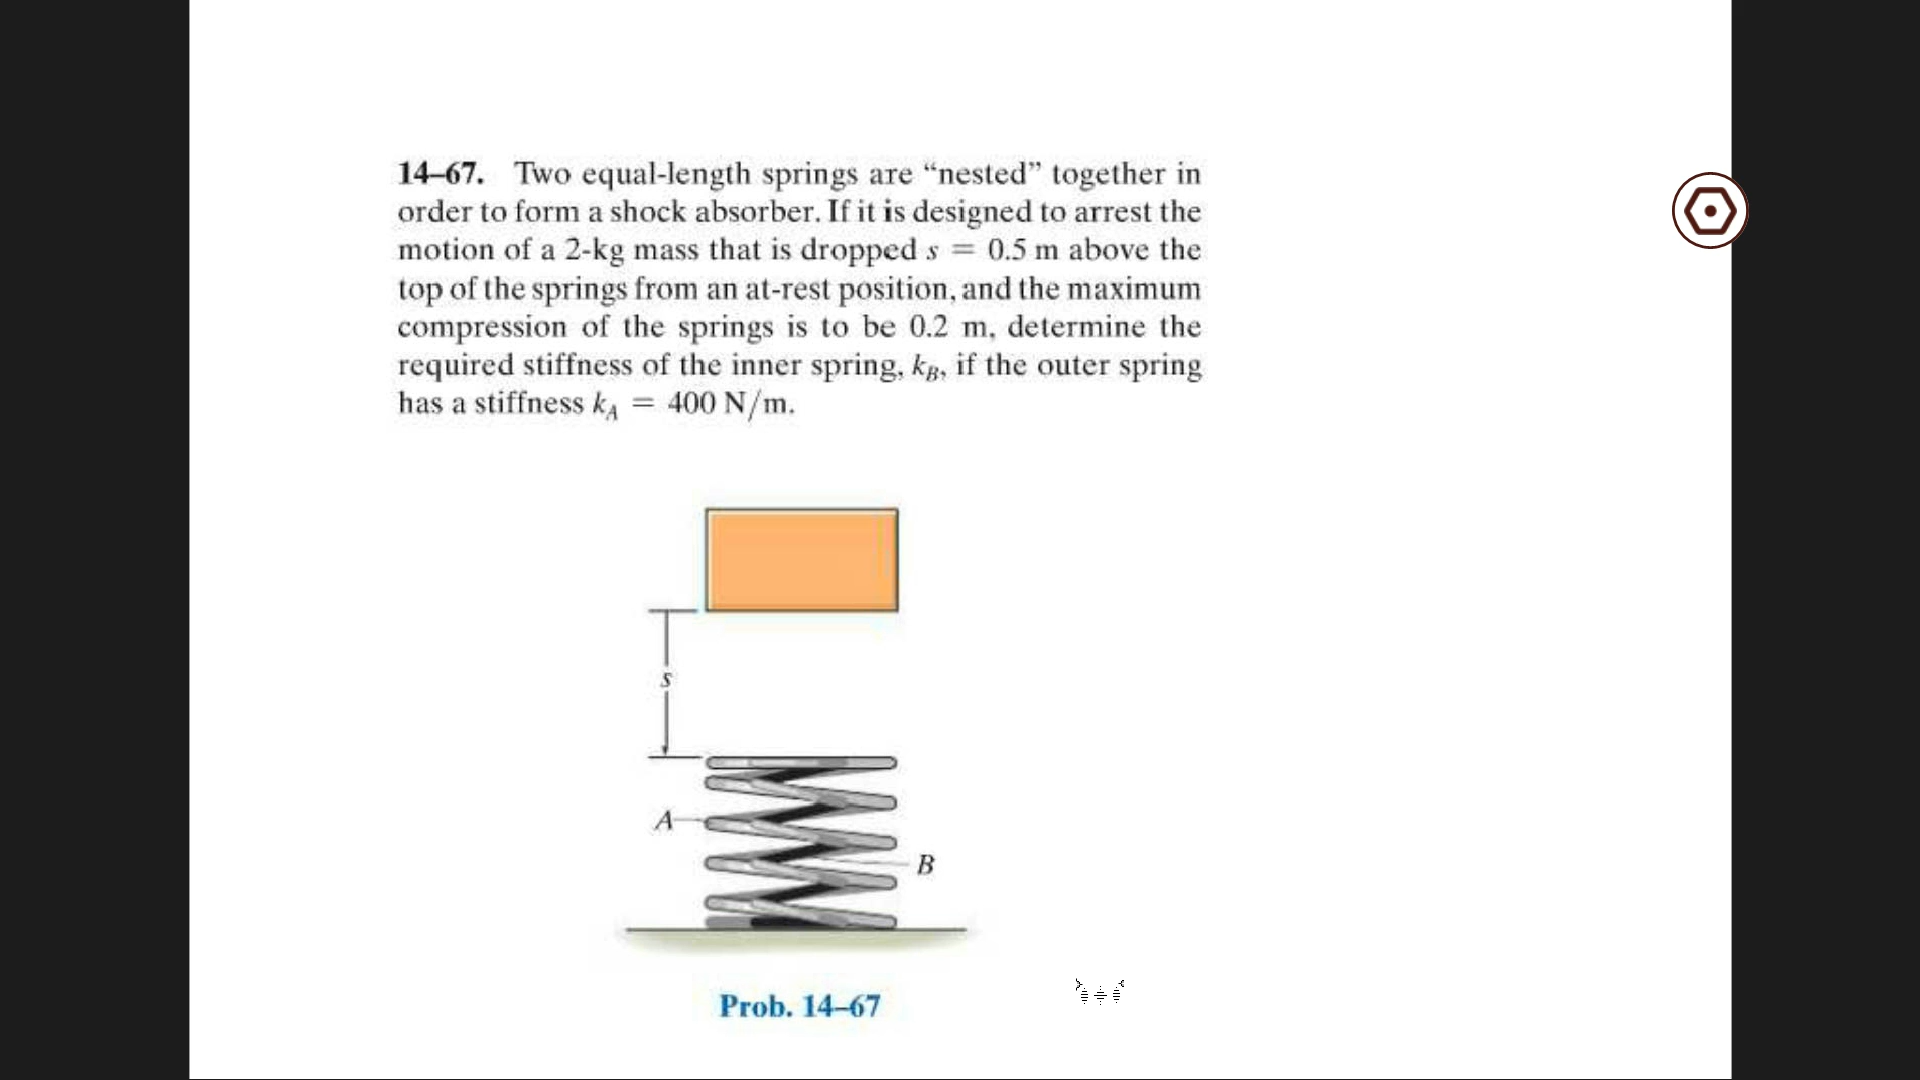 14–67. Two equal-length springs are “nested” together in
order to form a shock absorber. If it is designed to arrest the
motion of a 2-kg mass that is dropped s = 0.5 m above the
top of the springs from an at-rest position, and the maximum
compression of the springs is to be 0.2 m, determine the
required stiffness of the inner spring, k_B, if the outer spring
has a stiffness k_A = 400 N/m.
s
A
B
Prob. 14–67